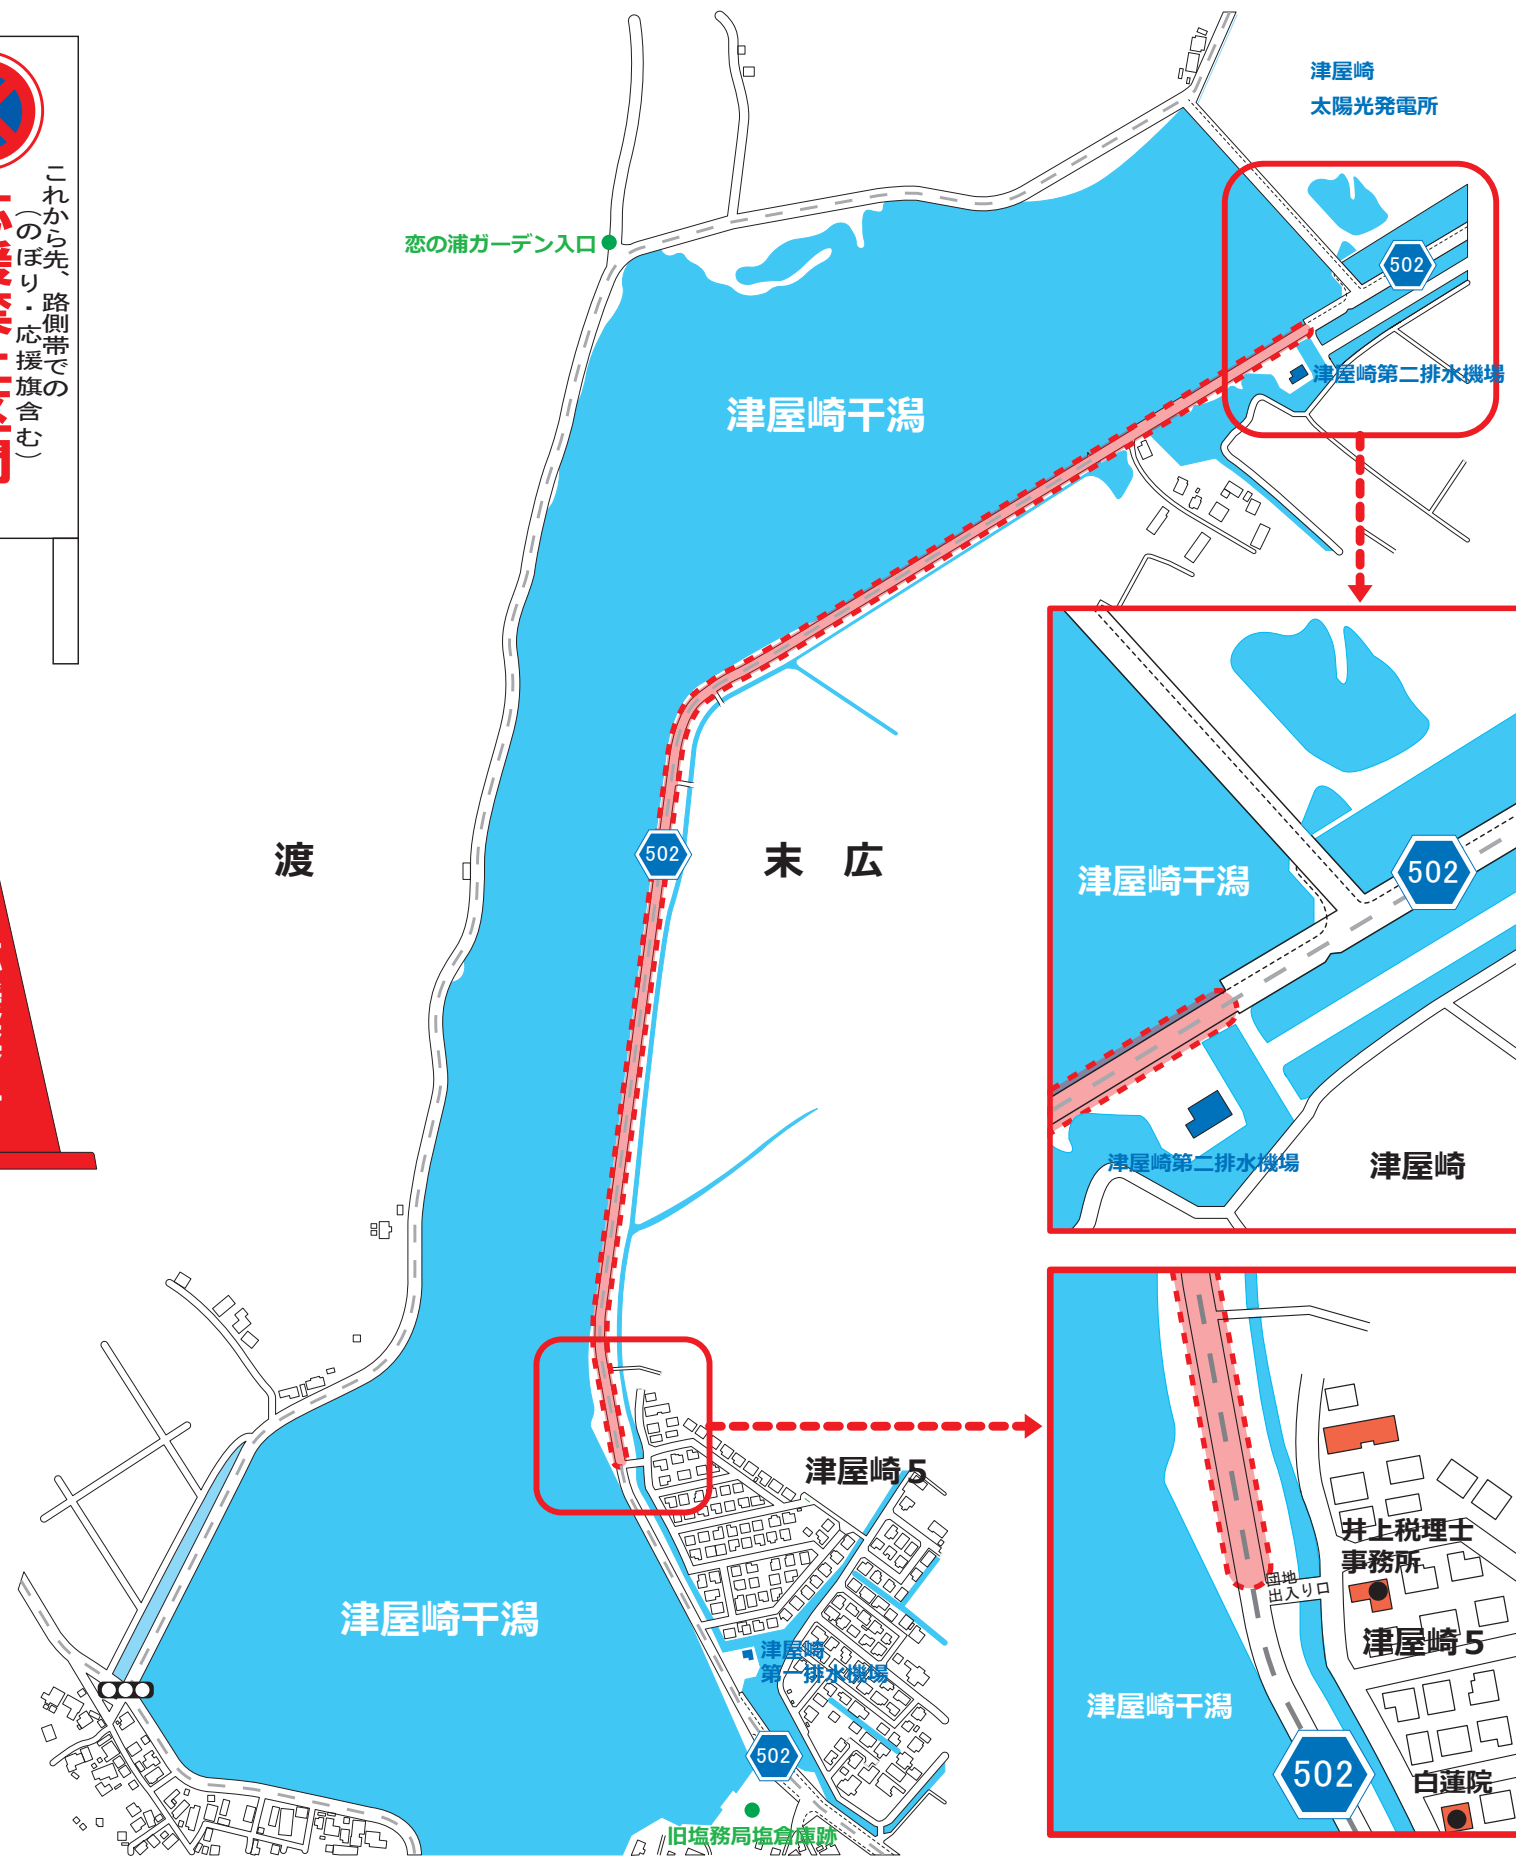 これから先、路側帯での
（のぼり・応援旗含む）
津屋崎
太陽光発電所
恋の浦ガーデン入口
502
津屋崎第二排水機場
津屋崎干潟
渡
502
末 広
津屋崎干潟
502
津屋崎第二排水機場
津屋崎
津屋崎5
津屋崎干潟
津屋崎
第一排水機場
502
旧塩務局塩倉庫跡
井上税理士
事務所
団地
出入り口
津屋崎5
津屋崎干潟
502
白蓮院